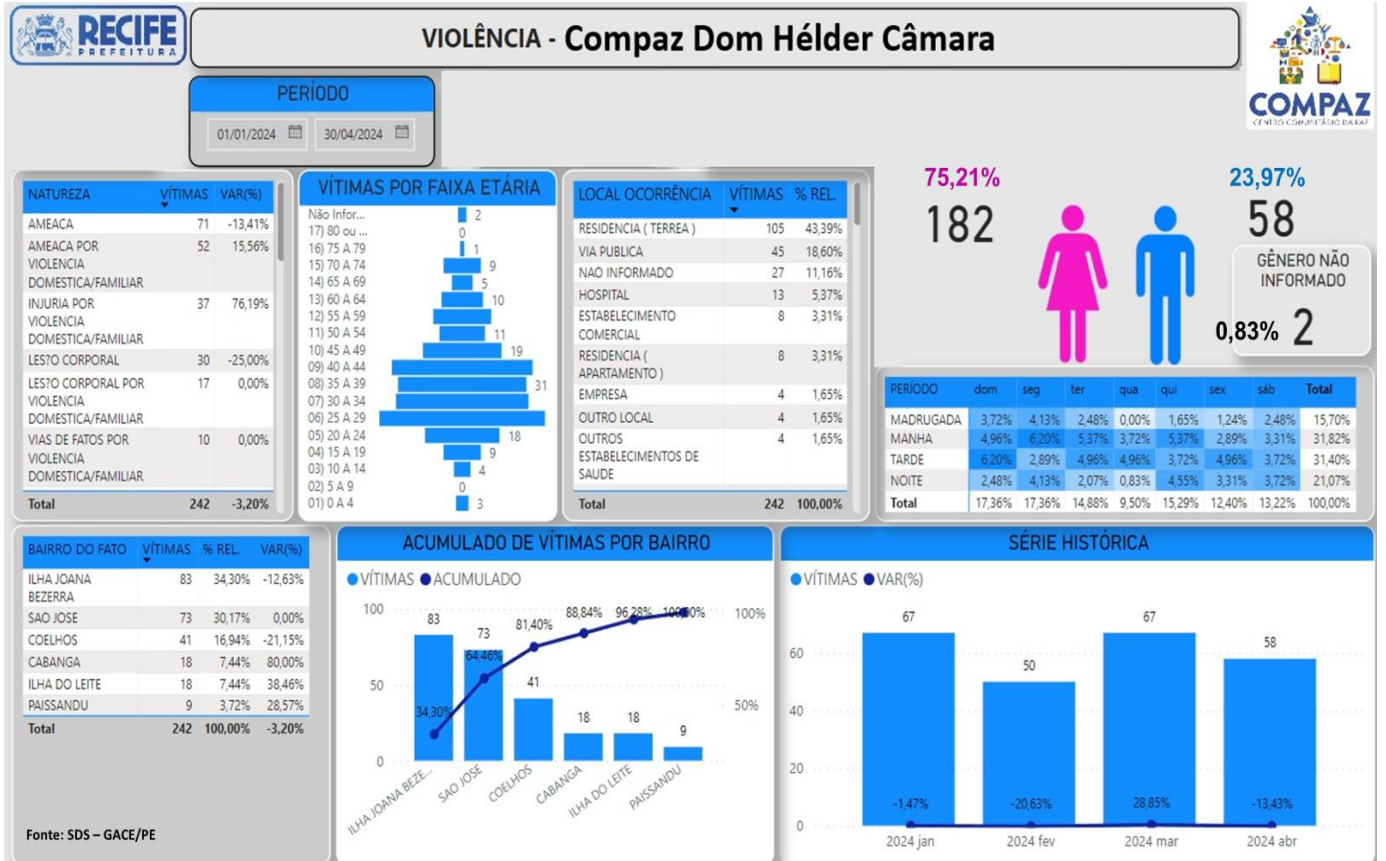 RECIFE
PREFEITURA
VIOLÊNCIA - Compaz Dom Hélder Câmara
COMPAZ
CENTRO COMUNITÁRIO DA PAZ
PERÍODO
01/01/2024 30/04/2024
NATUREZA VÍTIMAS VAR(%)
AMEACA 71 -13,41%
AMEACA POR 52 15,56%
VIOLENCIA
DOMESTICA/FAMILIAR
INJURIA POR 37 76,19%
VIOLENCIA
DOMESTICA/FAMILIAR
LES?O CORPORAL 30 -25,00%
LES?O CORPORAL POR 17 0,00%
VIOLENCIA
DOMESTICA/FAMILIAR
VIAS DE FATOS POR 10 0,00%
VIOLENCIA
DOMESTICA/FAMILIAR
Total 242 -3,20%
VÍTIMAS POR FAIXA ETÁRIA
Não Infor... 2
17) 80 ou ... 0
16) 75 A 79 1
15) 70 A 74 9
14) 65 A 69 5
13) 60 A 64 10
12) 55 A 59
11) 50 A 54 11
10) 45 A 49 19
09) 40 A 44
08) 35 A 39 31
07) 30 A 34
06) 25 A 29
05) 20 A 24 18
04) 15 A 19 9
03) 10 A 14 4
02) 5 A 9 0
01) 0 A 4 3
LOCAL OCORRÊNCIA VÍTIMAS % REL.
RESIDENCIA ( TERREA ) 105 43,39%
VIA PUBLICA 45 18,60%
NAO INFORMADO 27 11,16%
HOSPITAL 13 5,37%
ESTABELECIMENTO 8 3,31%
COMERCIAL
RESIDENCIA ( 8 3,31%
APARTAMENTO )
EMPRESA 4 1,65%
OUTRO LOCAL 4 1,65%
OUTROS 4 1,65%
ESTABELECIMENTOS DE
SAUDE
Total 242 100,00%
75,21% 23,97%
182 58
GÊNERO NÃO
INFORMADO
0,83% 2
PERÍODO dom seg ter qua qui sex sáb Total
MADRUGADA 3,72% 4,13% 2,48% 0,00% 1,65% 1,24% 2,48% 15,70%
MANHA 4,96% 6,20% 5,37% 3,72% 5,37% 2,89% 3,31% 31,82%
TARDE 6,20% 2,89% 4,96% 4,96% 3,72% 4,96% 3,72% 31,40%
NOITE 2,48% 4,13% 2,07% 0,83% 4,55% 3,31% 3,72% 21,07%
Total 17,36% 17,36% 14,88% 9,50% 15,29% 12,40% 13,22% 100,00%
BAIRRO DO FATO VÍTIMAS % REL. VAR(%)
ILHA JOANA 83 34,30% -12,63%
BEZERRA
SAO JOSE 73 30,17% 0,00%
COELHOS 41 16,94% -21,15%
CABANGA 18 7,44% 80,00%
ILHA DO LEITE 18 7,44% 38,46%
PAISSANDU 9 3,72% 28,57%
Total 242 100,00% -3,20%
Fonte: SDS – GACE/PE
ACUMULADO DE VÍTIMAS POR BAIRRO
VÍTIMAS ACUMULADO
100 50 0
83 73 41 18 18 9
34,30% 64,46% 81,40% 88,84% 96,28% 100,00%
100% 50%
ILHA JOANA BEZE... SAO JOSE COELHOS CABANGA ILHA DO LEITE PAISSANDU
SÉRIE HISTÓRICA
VÍTIMAS VAR(%)
60 40 20 0
67 50 67 58
-1,47% -20,63% 28,85% -13,43%
2024 jan 2024 fev 2024 mar 2024 abr